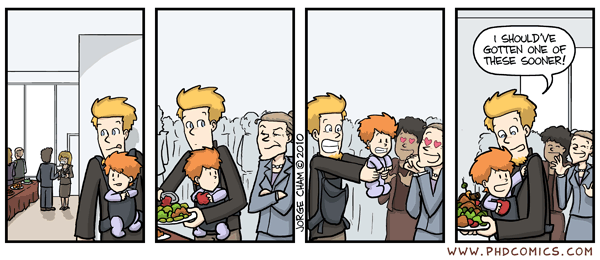 JORGE CHAM © 2010
I SHOULD'VE
GOTTEN ONE OF
THESE SOONER!
WWW.PHDCOMICS.COM